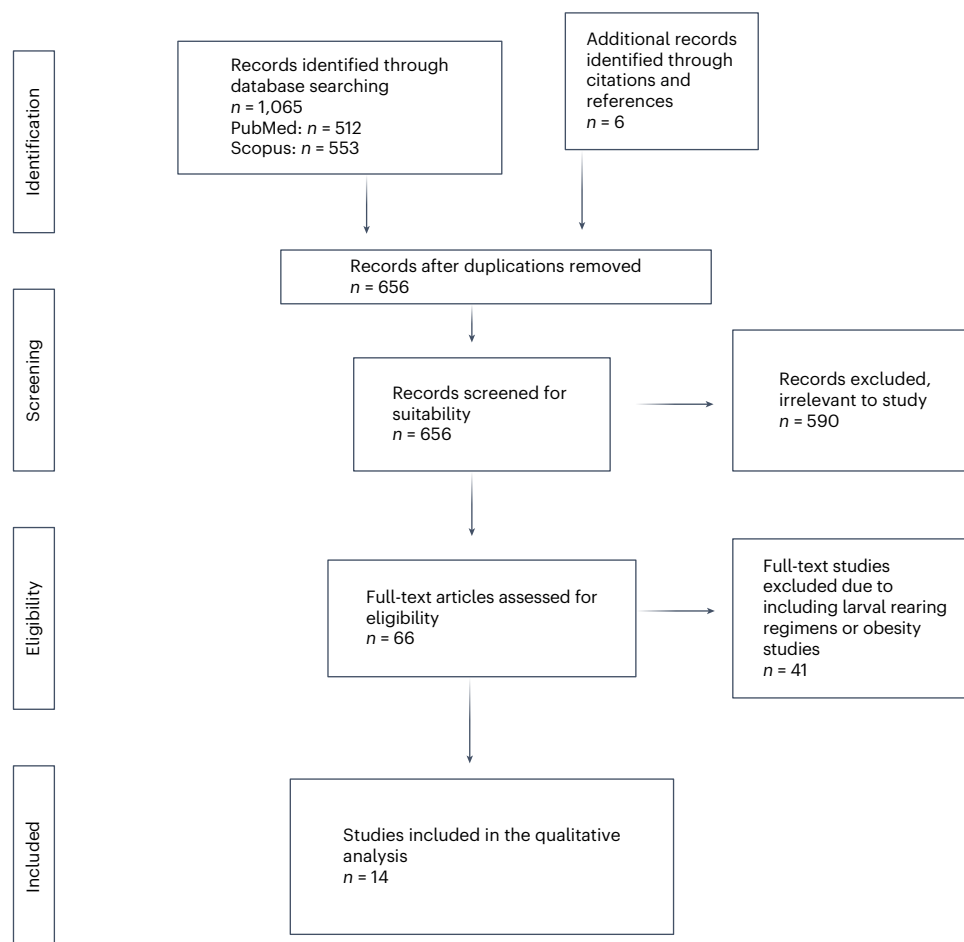 Identification
Records identified through
database searching
n = 1,065
PubMed: n = 512
Scopus: n = 553
Additional records
identified through
citations and
references
n = 6
Records after duplications removed
n = 656
Screening
Records screened for
suitability
n = 656
Records excluded,
irrelevant to study
n = 590
Eligibility
Full-text articles assessed for
eligibility
n = 66
Full-text studies
excluded due to
including larval rearing
regimens or obesity
studies
n = 41
Included
Studies included in the qualitative
analysis
n = 14